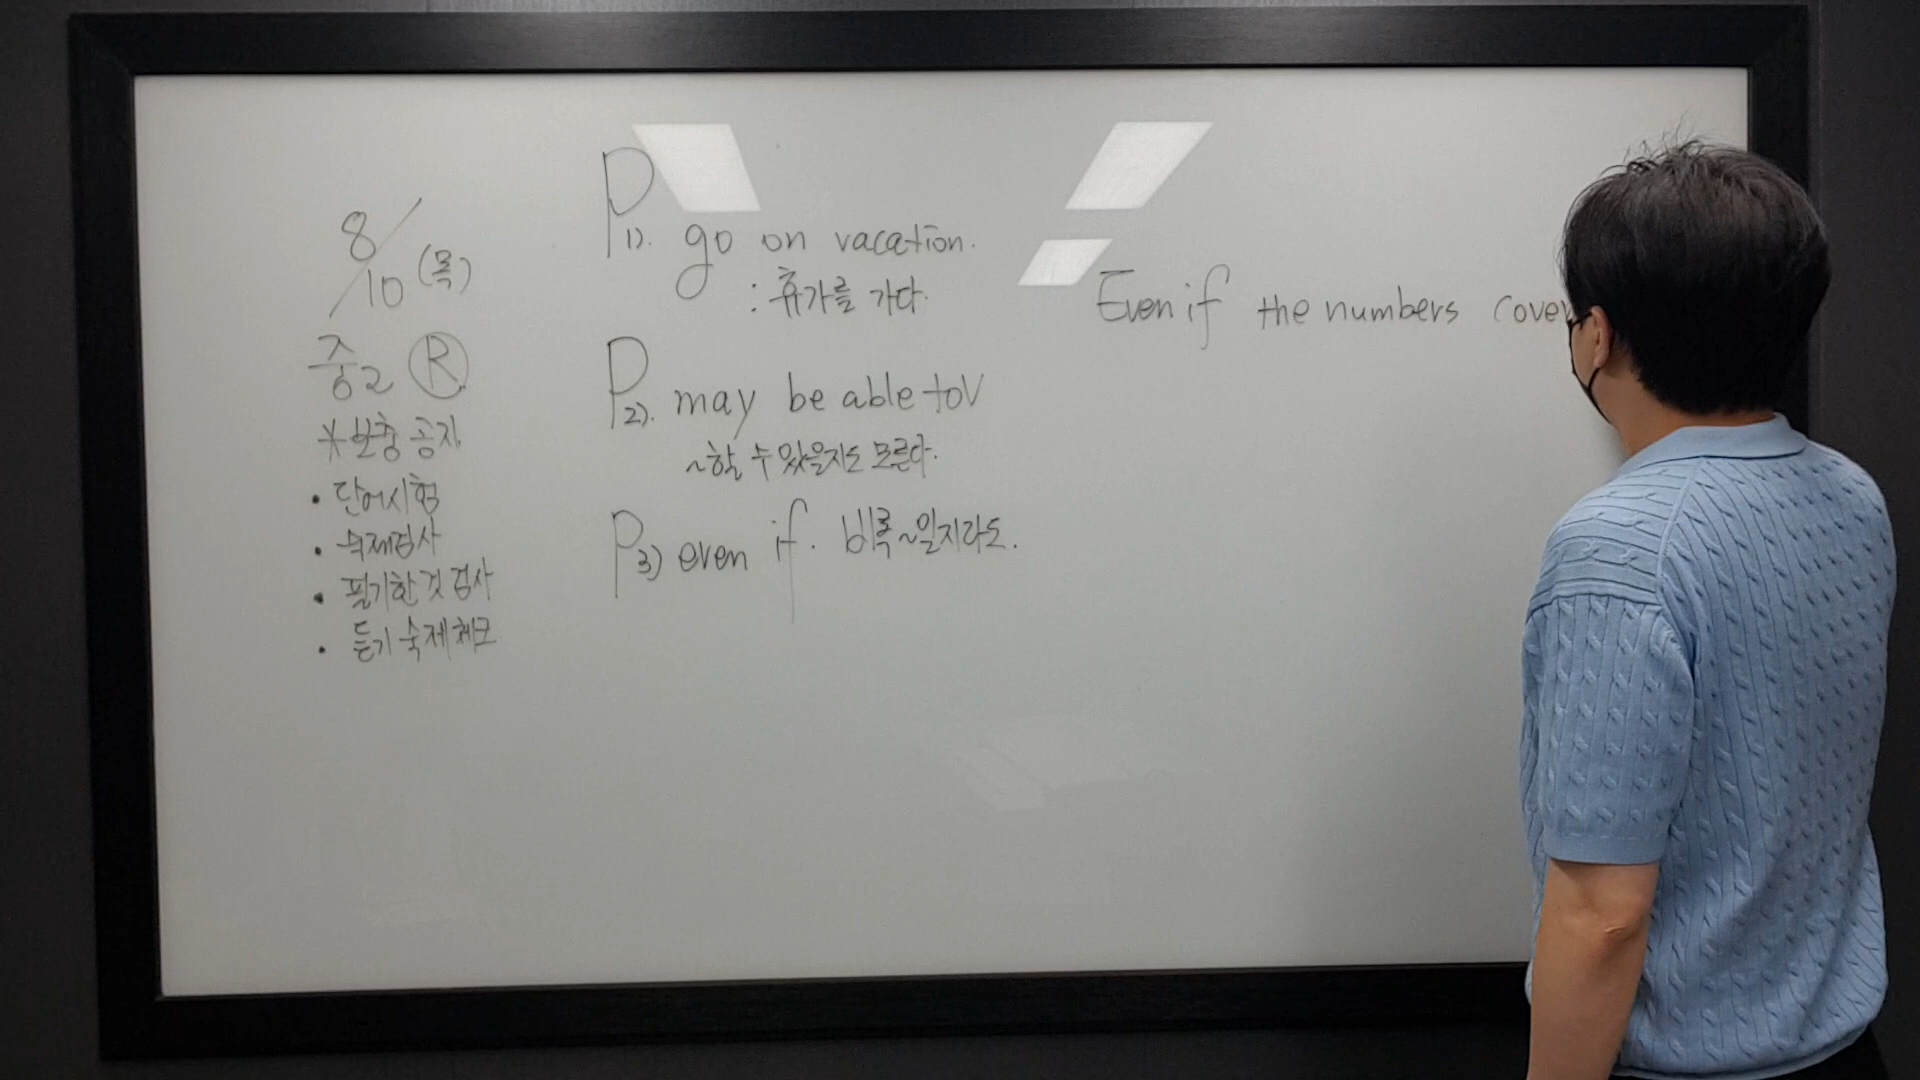 8/10 (목)
중2 Ⓡ
*보충 공지
• 단어시험
• 숙제검사
• 필기한것 검사
• 듣기 숙제 체크
P1). go on vacation.
: 휴가를 가다.
P2). may be able to V
~할 수 있을지도 모른다.
P3) even if. 비록~일지라도.
Even if the numbers cover